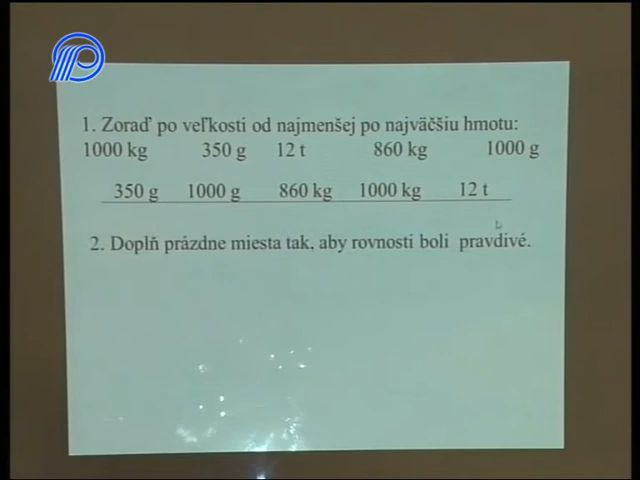 1. Zoraď po veľkosti od najmenšej po najväčšiu hmotu:
1000 kg 350 g 12 t 860 kg 1000 g
350 g 1000 g 860 kg 1000 kg 12 t
2. Doplň prázdne miesta tak, aby rovnosti boli pravdivé.